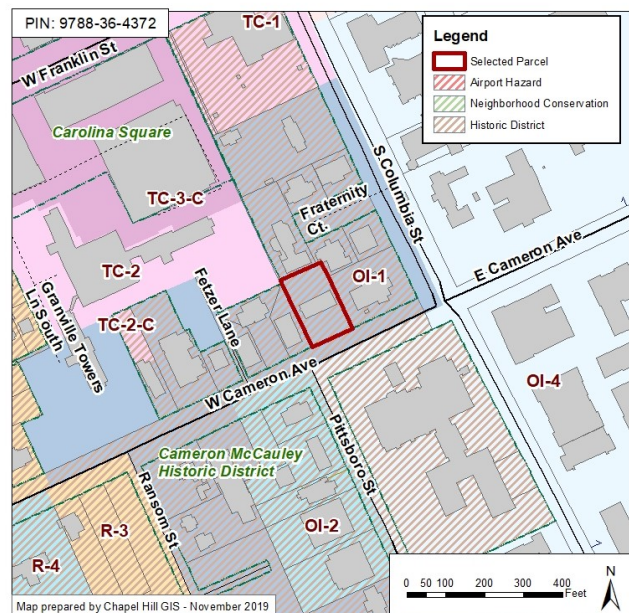 PIN: 9788-36-4372
TC-1
W Franklin St
Legend
Selected Parcel
Airport Hazard
Neighborhood Conservation
Historic District
Carolina Square
S Columbia St
TC-3-C
Fraternity
Ct.
E Cameron Ave
TC-2
Fetzer Lane
OI-1
Granville Towers
Ln South
TC-2-C
W Cameron Ave
OI-4
Pittsboro St
Cameron McCauley
Historic District
Ransom St
R-3
OI-2
R-4
N
0 50 100 200 300 400
Feet
Map prepared by Chapel Hill GIS - November 2019